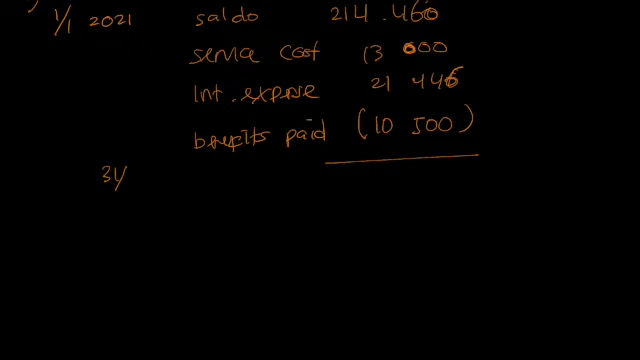 1/1 2021 saldo 214.460
service cost 13 000
Int. expense 21 446
benefits paid (10 500)
31/